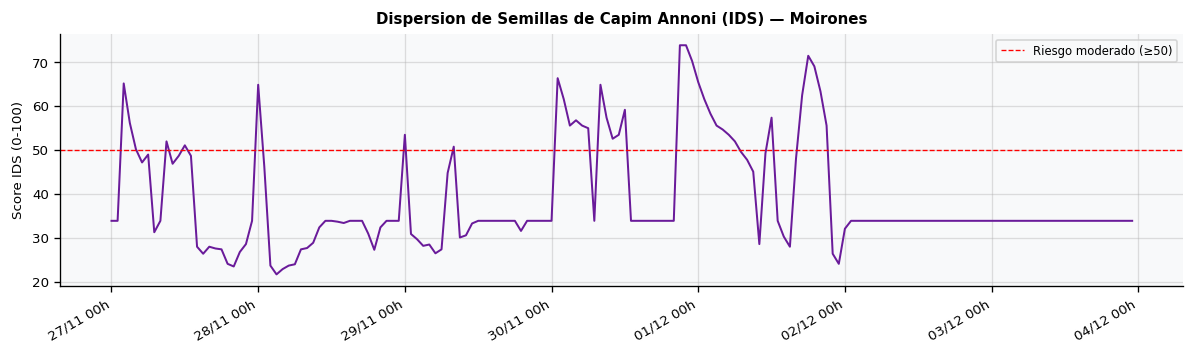 Dispersion de Semillas de Capim Annoni (IDS) — Moirones
Riesgo moderado (≥50)
Score IDS (0-100)
70
60
50
40
30
20
27/11 00h
28/11 00h
29/11 00h
30/11 00h
01/12 00h
02/12 00h
03/12 00h
04/12 00h